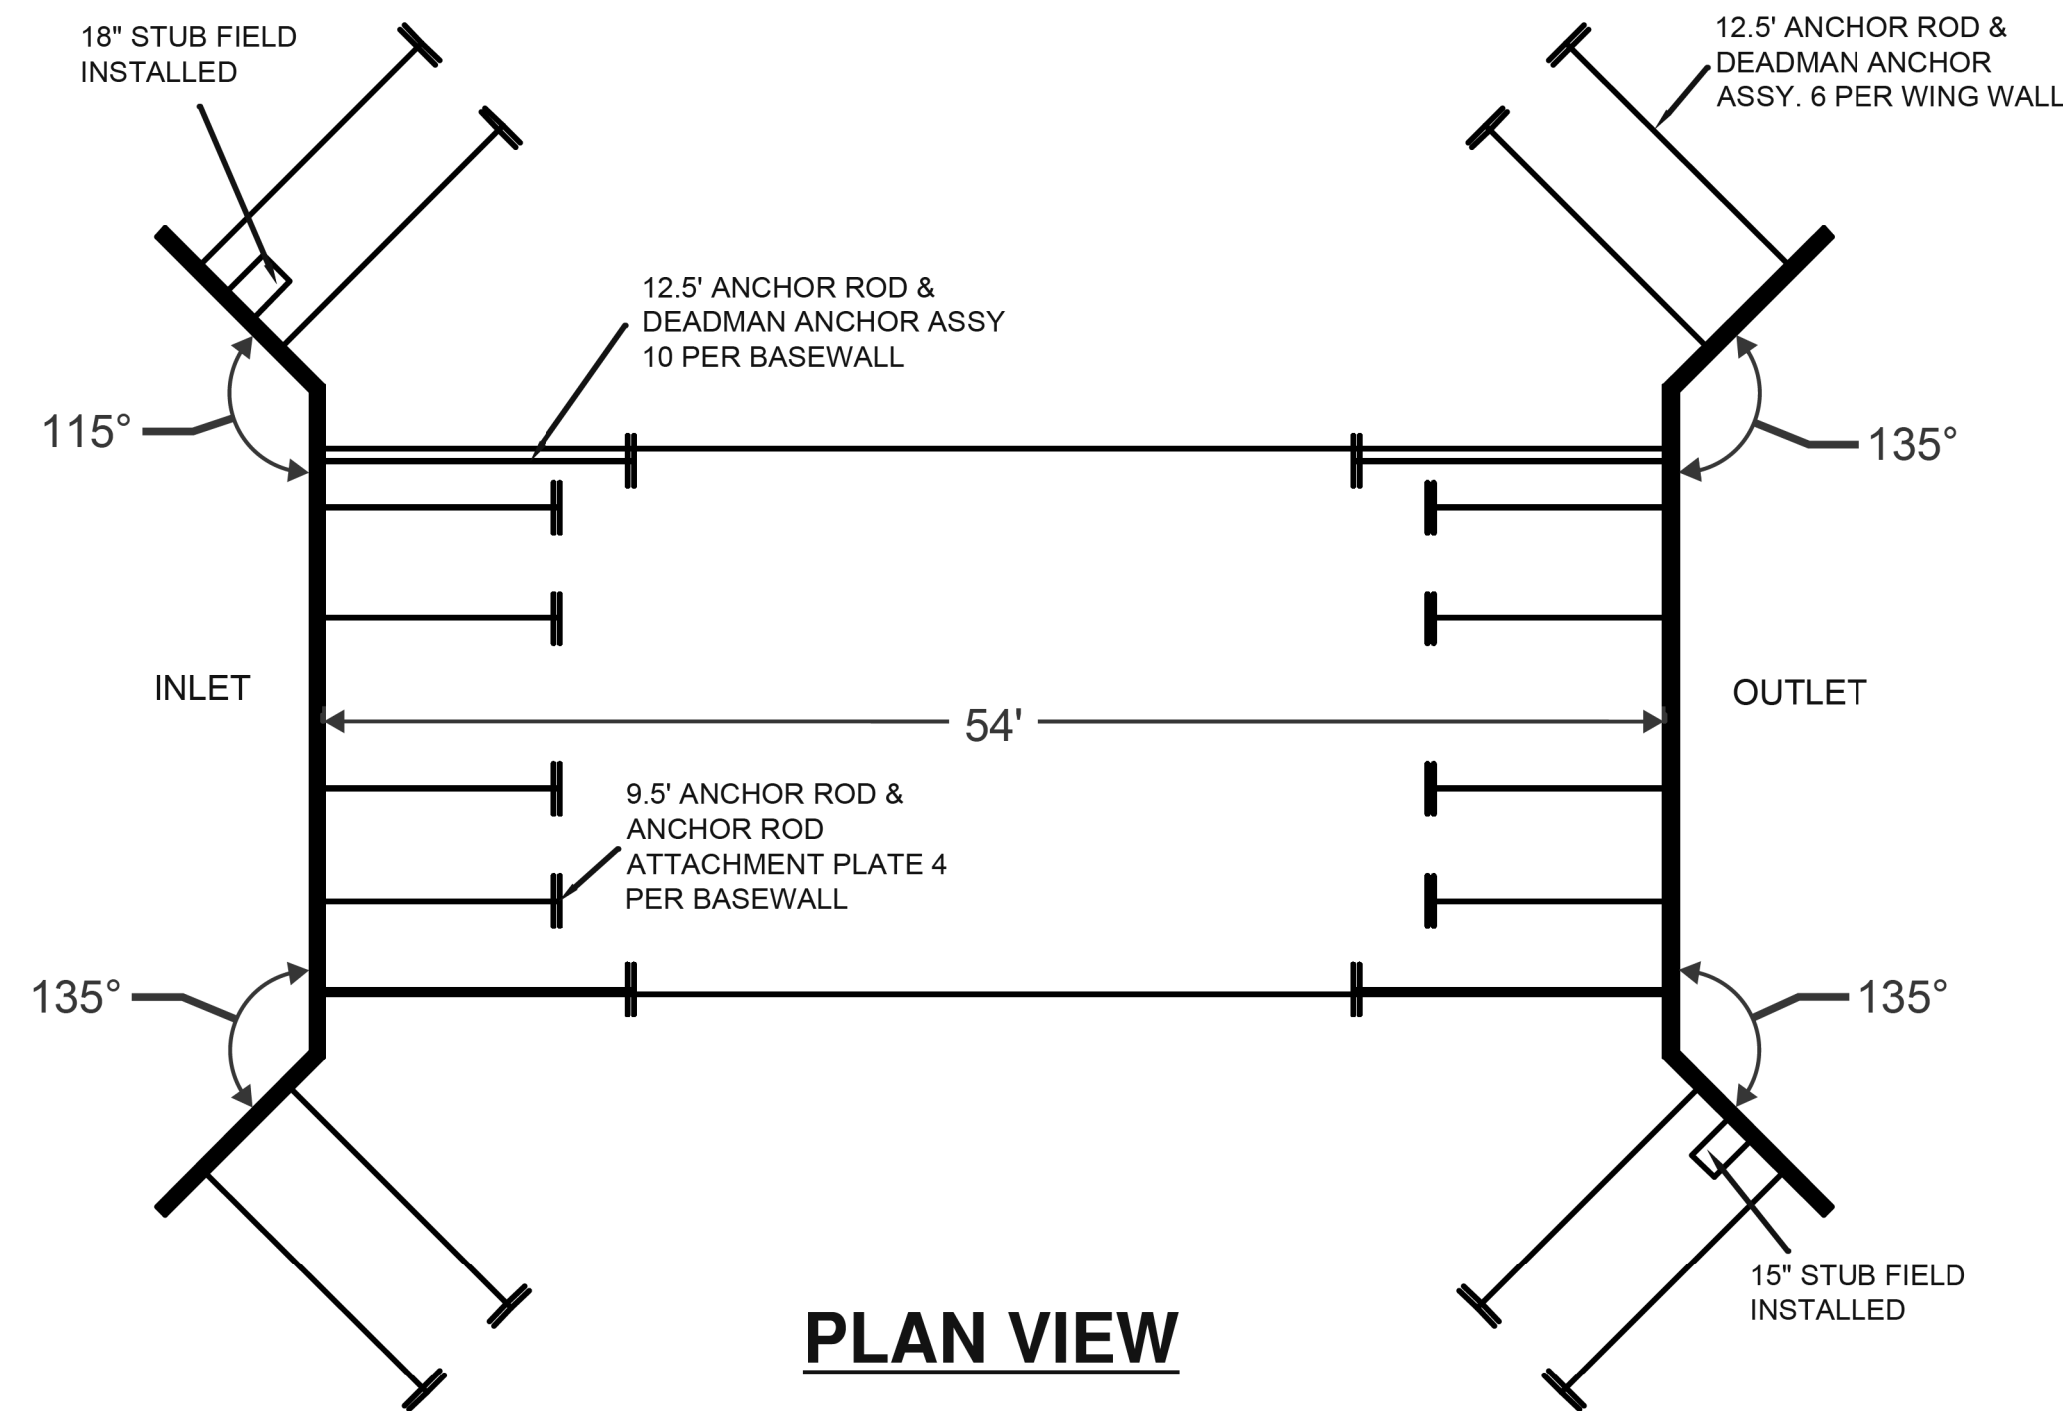 18" STUB FIELD
INSTALLED
12.5' ANCHOR ROD &
DEADMAN ANCHOR
ASSY. 6 PER WING WALL
12.5' ANCHOR ROD &
DEADMAN ANCHOR ASSY
10 PER BASEWALL
115°
135°
INLET
OUTLET
54'
9.5' ANCHOR ROD &
ANCHOR ROD
ATTACHMENT PLATE 4
PER BASEWALL
135°
135°
15" STUB FIELD
INSTALLED
PLAN VIEW